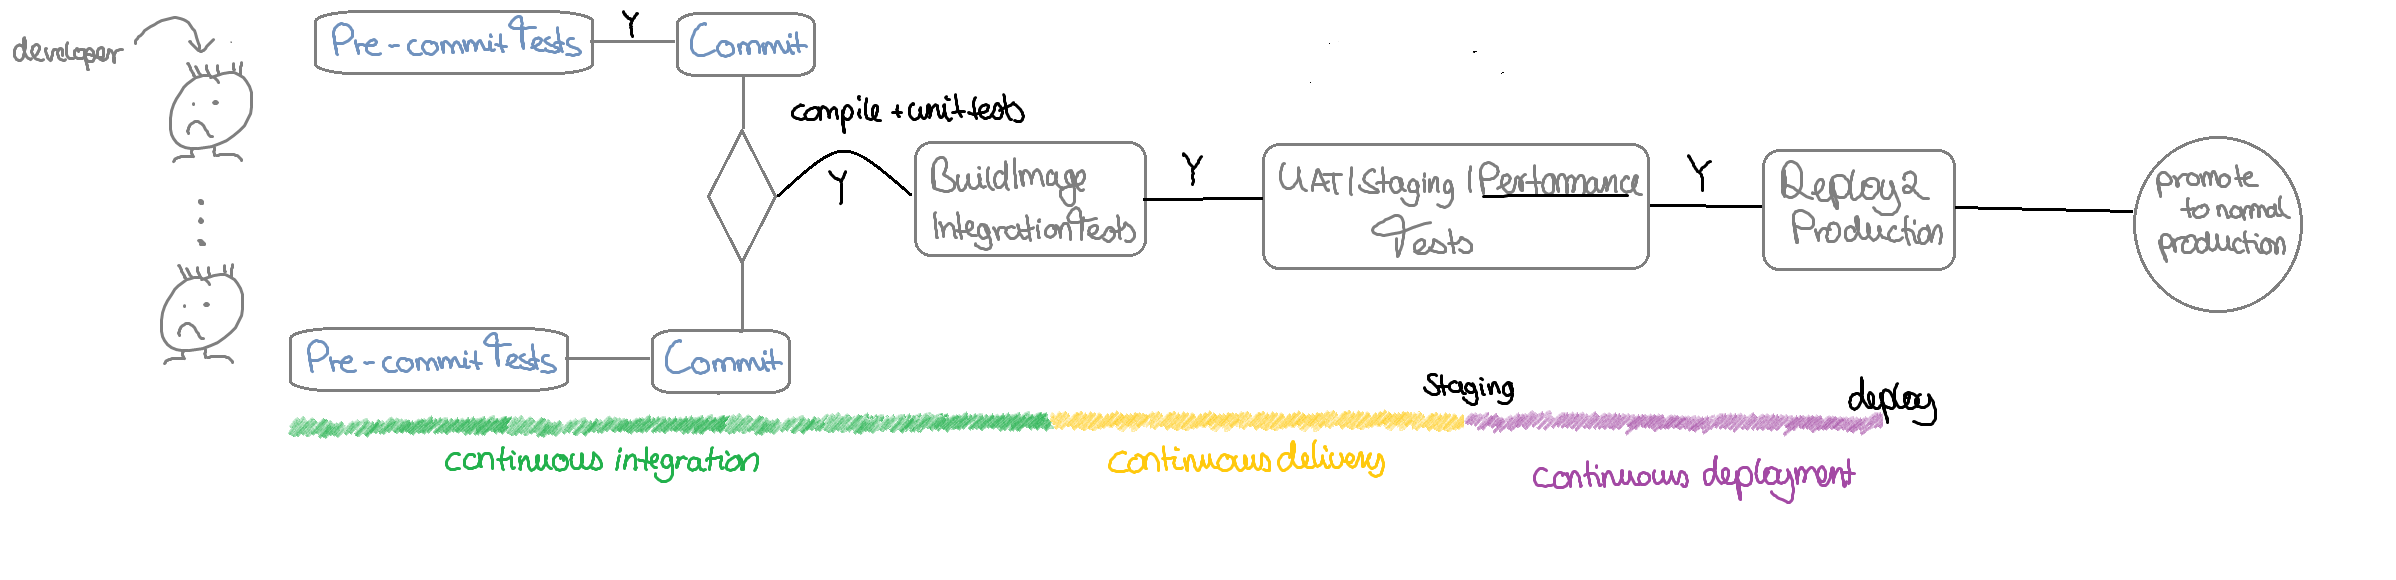 developer
Pre-commit Tests
Y
Commit
compile + unit tests
Y
Build Image
Integration Tests
Y
UAT | Staging | Performance
Tests
Y
Deploy 2
Production
promote
to normal
production
Pre-commit Tests
Commit
Staging
deploy
continuous integration
continuous delivery
continuous deployment